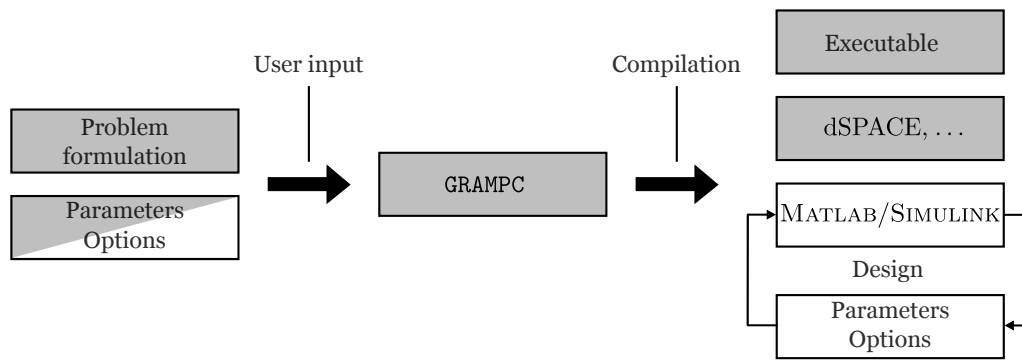 User input
Compilation
Executable
Problem
formulation
dSPACE, ...
GRAMPC
Parameters
Options
MATLAB/SIMULINK
Design
Parameters
Options